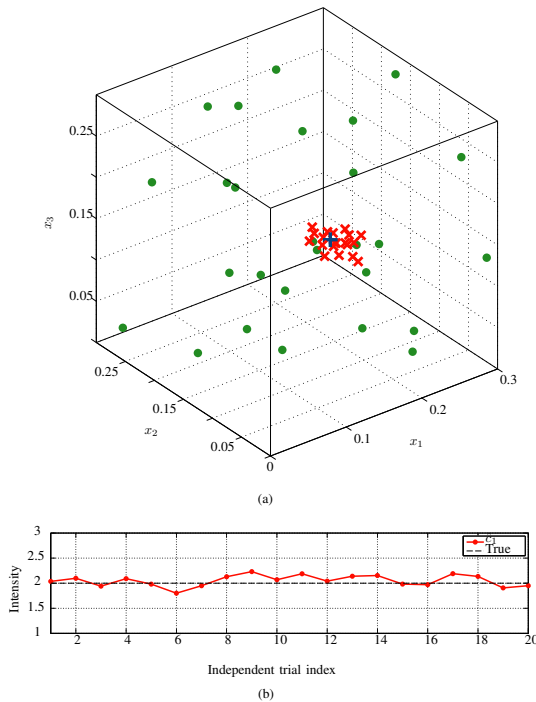 0.25
0.15
0.05
x₃
0.25
0.15
0.05
x₂
0
0.1
0.2
0.3
x₁
(a)
3
2.5
2
1.5
1
Intensity
c₁
True
2 4 6 8 10 12 14 16 18 20
Independent trial index
(b)